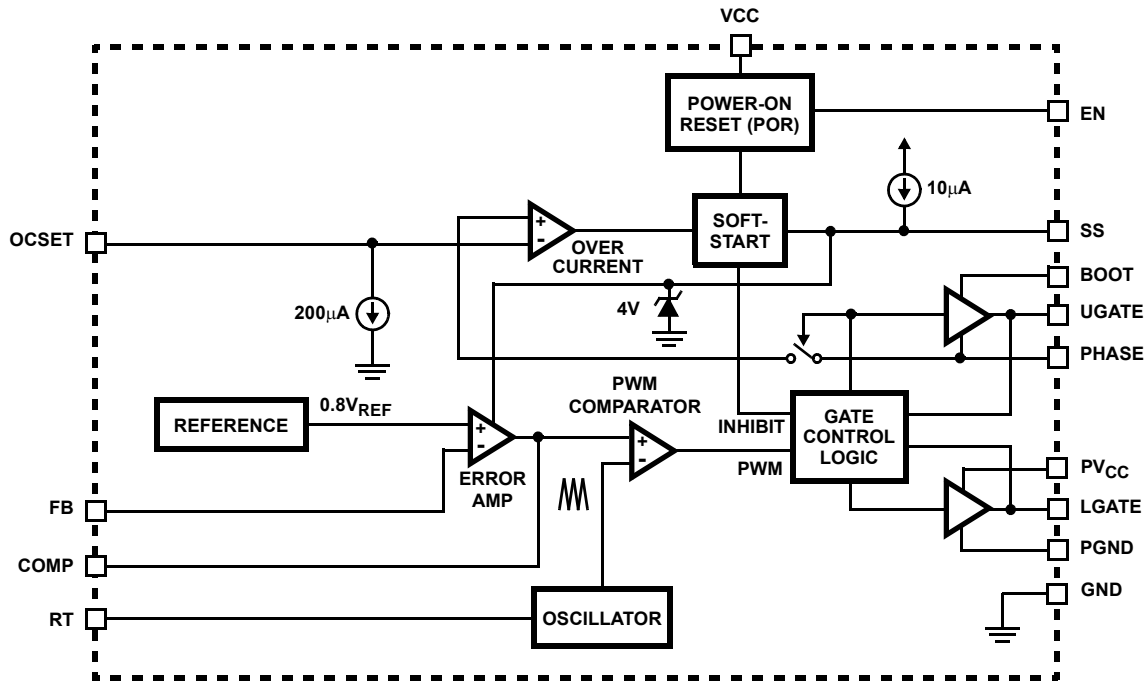 VCC
POWER-ON
RESET (POR)
EN
10μA
OCSET
+
-
OVER
CURRENT
SOFT-
START
SS
BOOT
200μA
4V
UGATE
PHASE
REFERENCE
0.8VREF
+
-
ERROR
AMP
PWM
COMPARATOR
+
-
INHIBIT
PWM
GATE
CONTROL
LOGIC
PVCC
LGATE
PGND
FB
COMP
GND
RT
OSCILLATOR